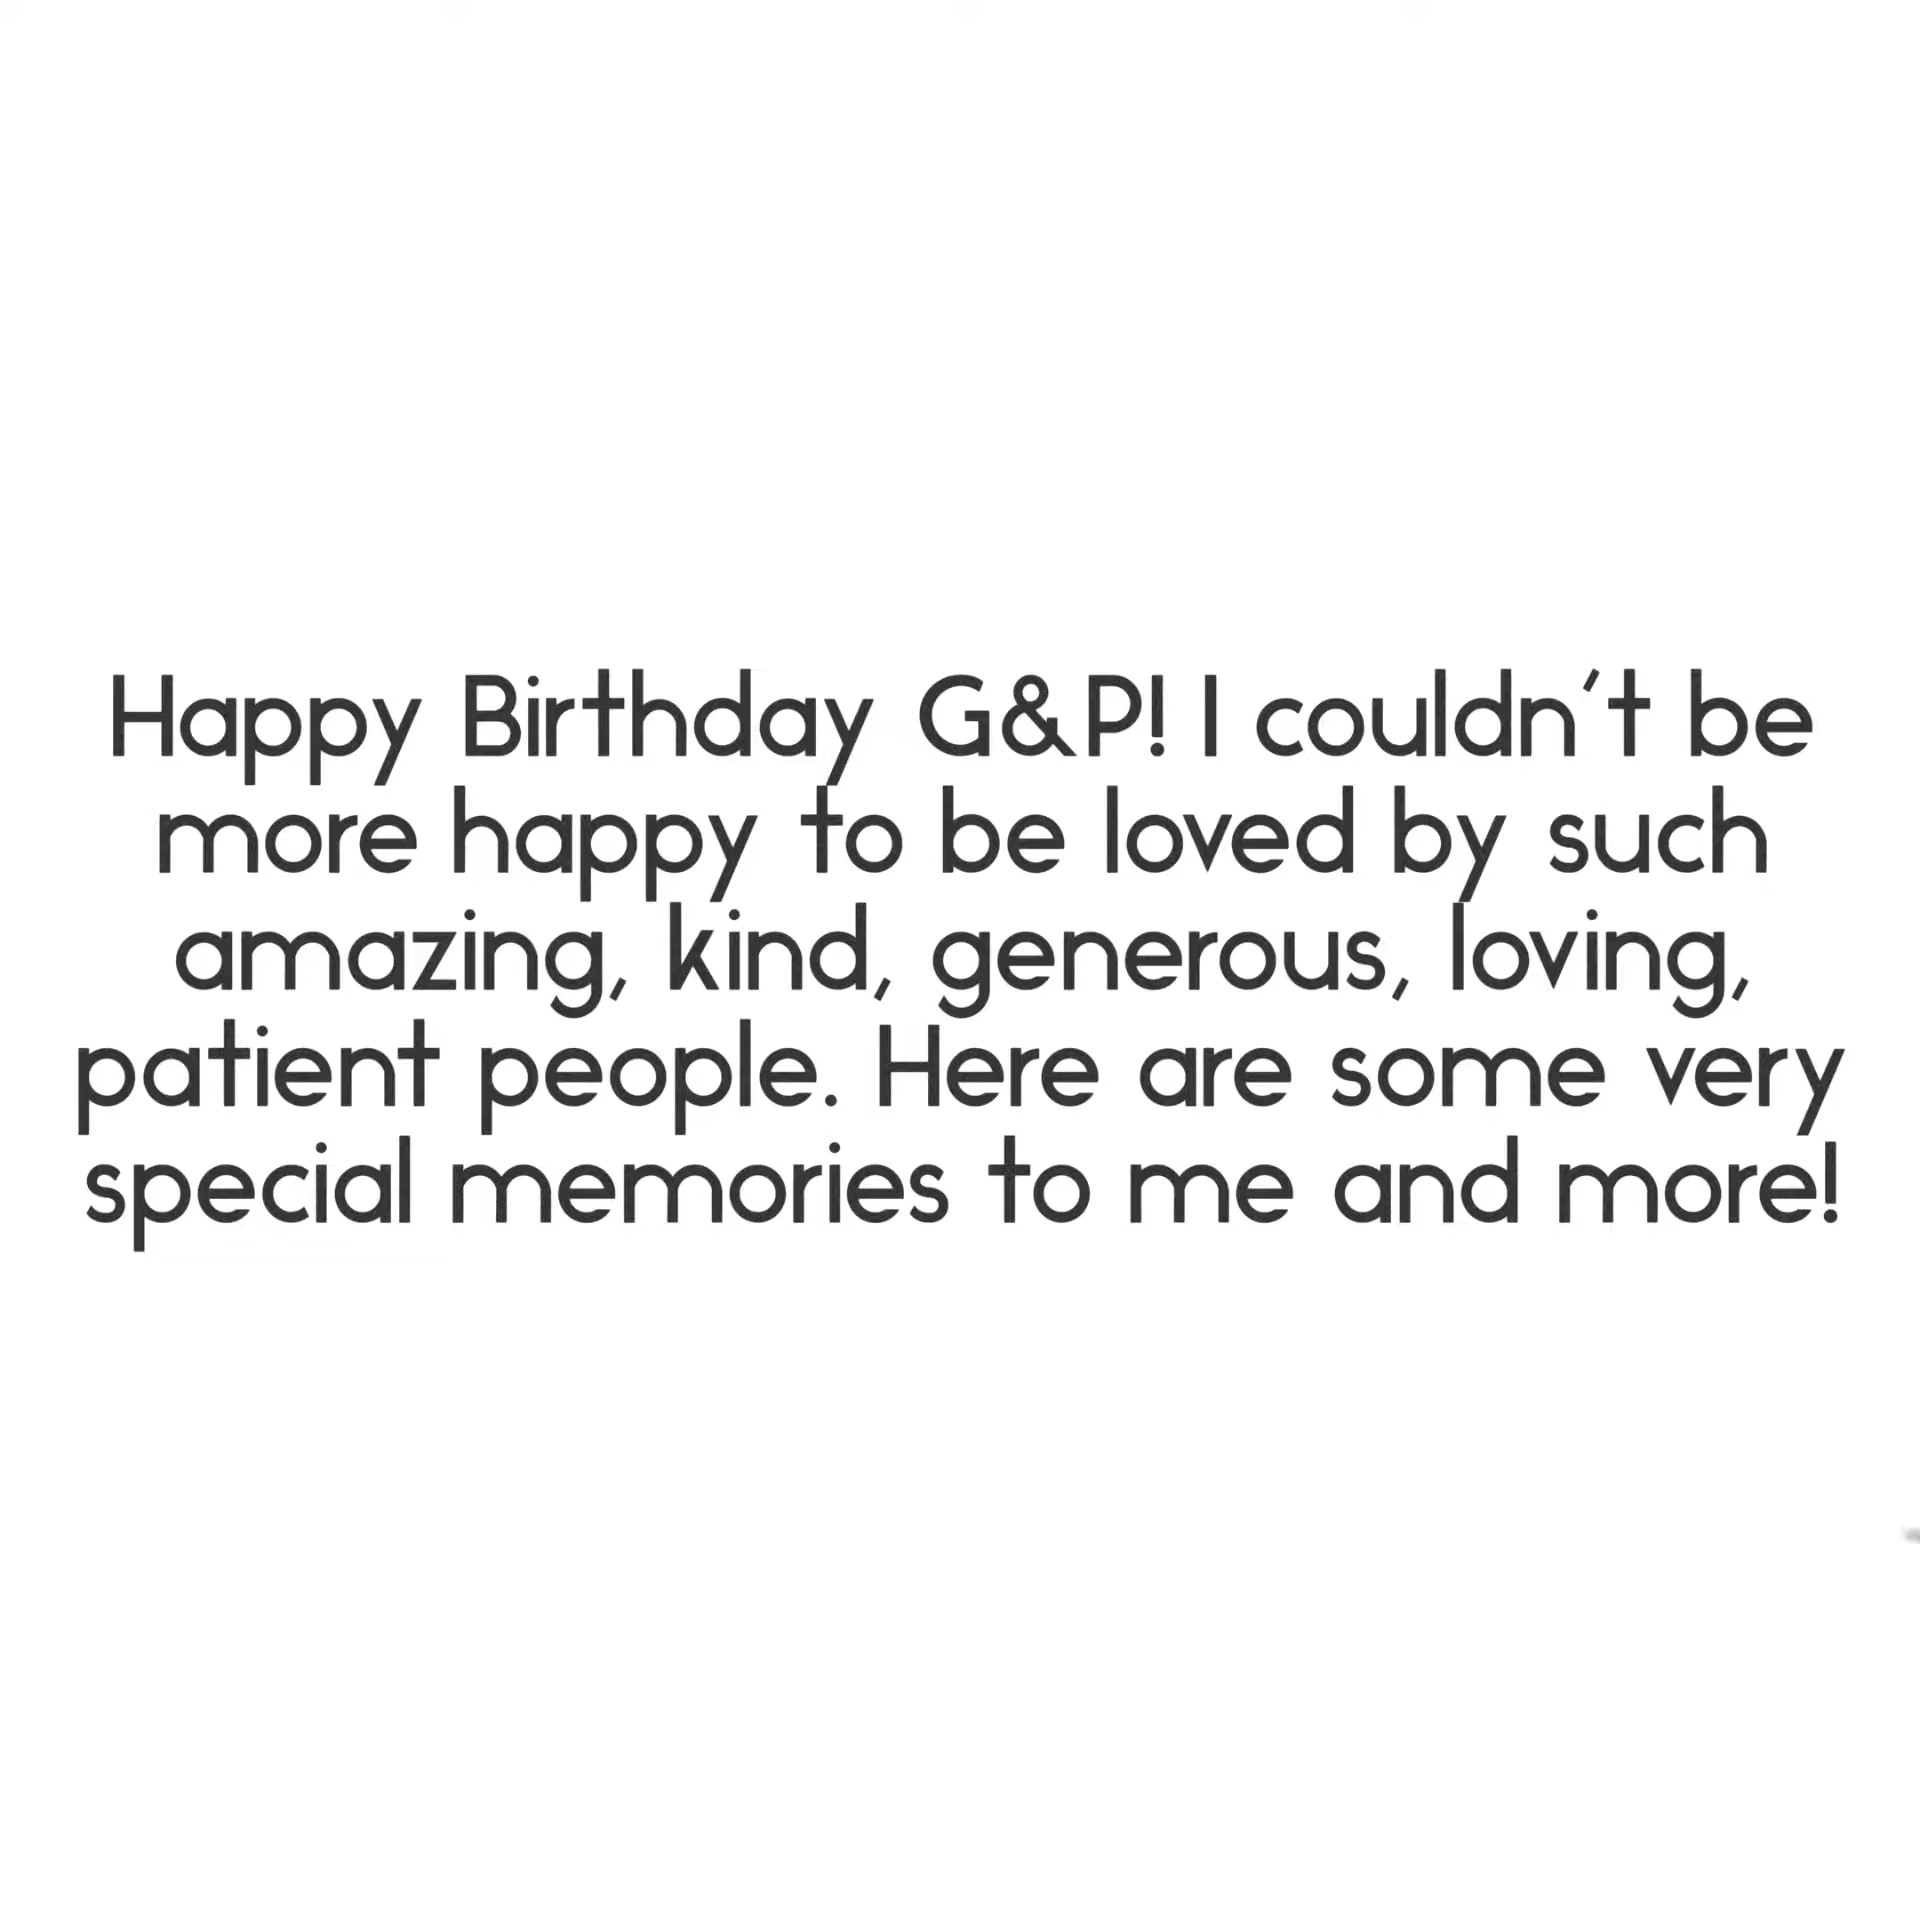 Happy Birthday G&P! I couldn't be
more happy to be loved by such
amazing, kind, generous, loving,
patient people. Here are some very
special memories to me and more!